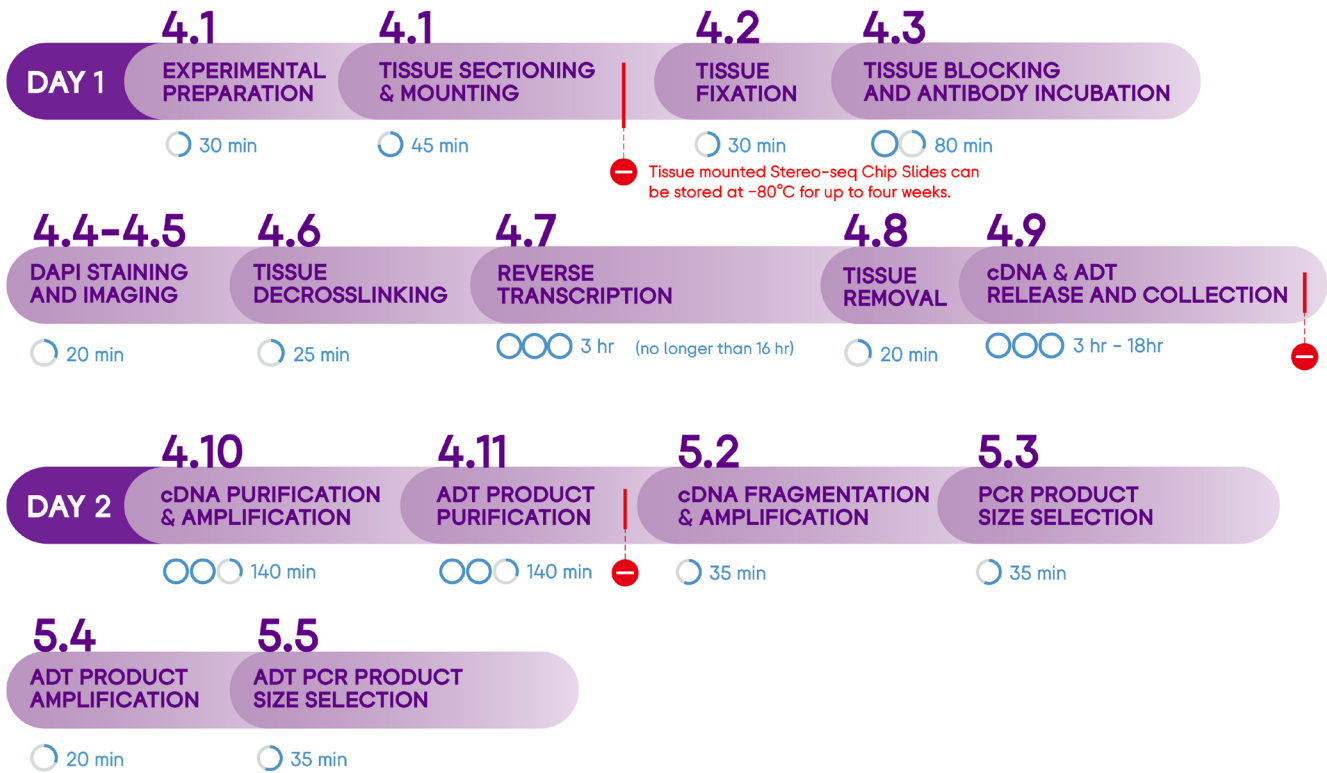 4.1
4.1
4.2
4.3
DAY 1
EXPERIMENTAL
PREPARATION
TISSUE SECTIONING
& MOUNTING
TISSUE
FIXATION
TISSUE BLOCKING
AND ANTIBODY INCUBATION
30 min
45 min
30 min
80 min
Tissue mounted Stereo-seq Chip Slides can
be stored at −80°C for up to four weeks.
4.4-4.5
4.6
4.7
4.8
4.9
DAPI STAINING
AND IMAGING
TISSUE
DECROSSLINKING
REVERSE
TRANSCRIPTION
TISSUE
REMOVAL
cDNA & ADT
RELEASE AND COLLECTION
20 min
25 min
3 hr (no longer than 16 hr)
20 min
3 hr - 18hr
4.10
4.11
5.2
5.3
DAY 2
cDNA PURIFICATION
& AMPLIFICATION
ADT PRODUCT
PURIFICATION
cDNA FRAGMENTATION
& AMPLIFICATION
PCR PRODUCT
SIZE SELECTION
140 min
140 min
35 min
35 min
5.4
5.5
ADT PRODUCT
AMPLIFICATION
ADT PCR PRODUCT
SIZE SELECTION
20 min
35 min